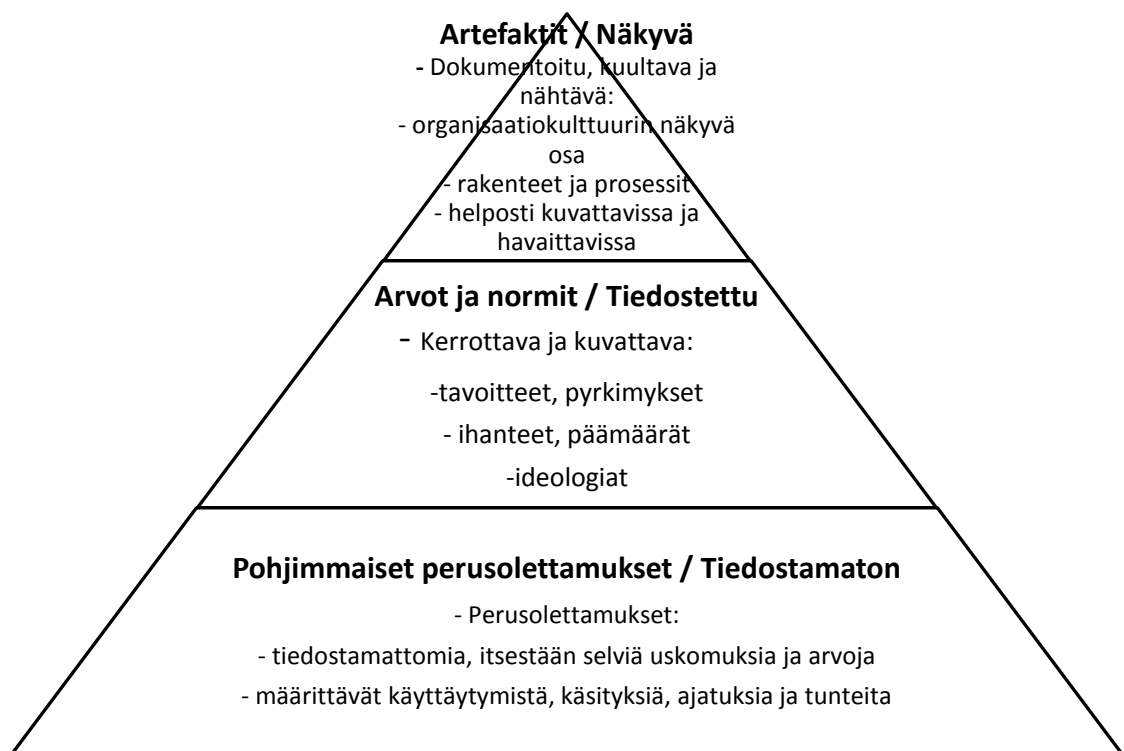 Artefaktit / Näkyvä
- Dokumentoitu, kuultava ja
nähtävä:
- organisaatiokulttuurin näkyvä
osa
- rakenteet ja prosessit
- helposti kuvattavissa ja
havaittavissa
Arvot ja normit / Tiedostettu
- Kerrottava ja kuvattava:
-tavoitteet, pyrkimykset
- ihanteet, päämäärät
-ideologiat
Pohjimmaiset perusolettamukset / Tiedostamaton
- Perusolettamukset:
- tiedostamattomia, itsestään selviä uskomuksia ja arvoja
- määrittävät käyttäytymistä, käsityksiä, ajatuksia ja tunteita